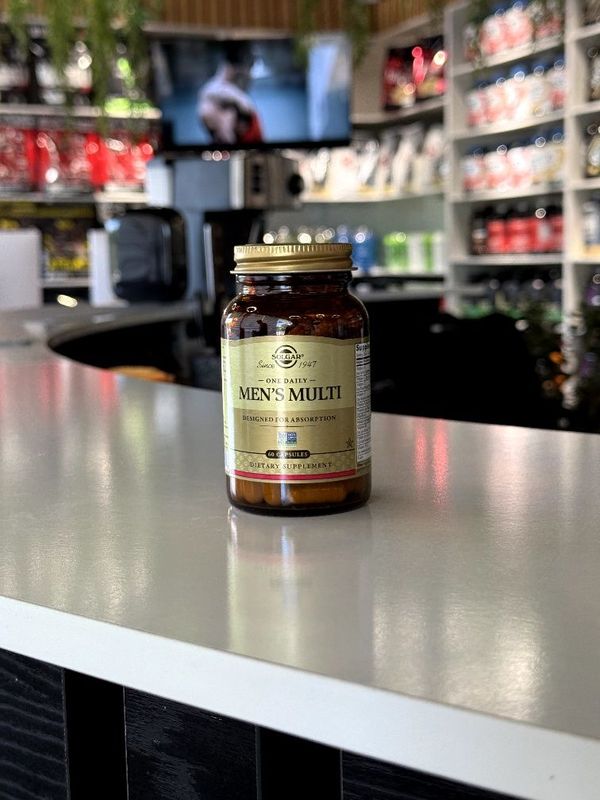 SOLGAR®
Since 1947
ONE DAILY
MEN'S MULTI
DESIGNED FOR ABSORPTION
60 CAPSULES
DIETARY SUPPLEMENT